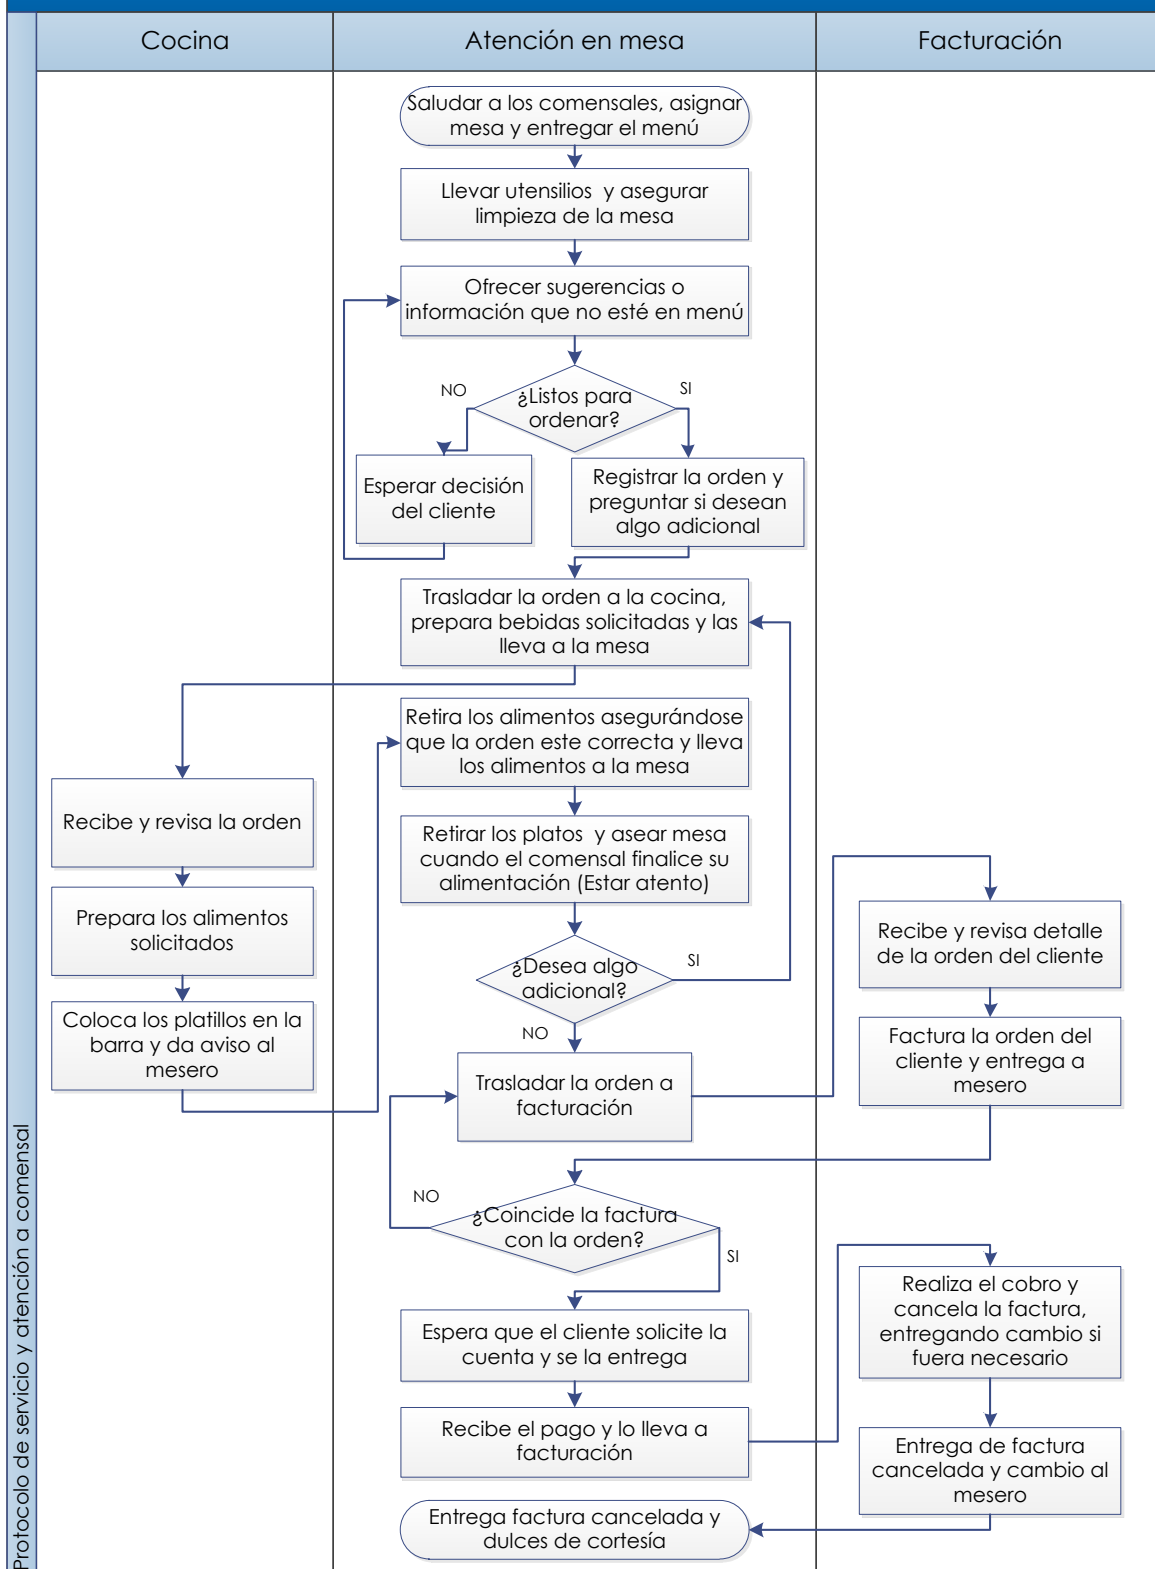 Cocina
Atención en mesa
Facturación
Protocolo de servicio y atención a comensal
Saludar a los comensales, asignar
mesa y entregar el menú
Llevar utensilios y asegurar
limpieza de la mesa
Ofrecer sugerencias o
información que no esté en menú
¿Listos para
ordenar?
NO
SI
Esperar decisión
del cliente
Registrar la orden y
preguntar si desean
algo adicional
Trasladar la orden a la cocina,
prepara bebidas solicitadas y las
lleva a la mesa
Recibe y revisa la orden
Prepara los alimentos
solicitados
Coloca los platillos en la
barra y da aviso al
mesero
Retira los alimentos asegurándose
que la orden este correcta y lleva
los alimentos a la mesa
Retirar los platos y asear mesa
cuando el comensal finalice su
alimentación (Estar atento)
¿Desea algo
adicional?
SI
NO
Trasladar la orden a
facturación
Recibe y revisa detalle
de la orden del cliente
Factura la orden del
cliente y entrega a
mesero
¿Coincide la factura
con la orden?
NO
SI
Espera que el cliente solicite la
cuenta y se la entrega
Recibe el pago y lo lleva a
facturación
Realiza el cobro y
cancela la factura,
entregando cambio si
fuera necesario
Entrega de factura
cancelada y cambio al
mesero
Entrega factura cancelada y
dulces de cortesía